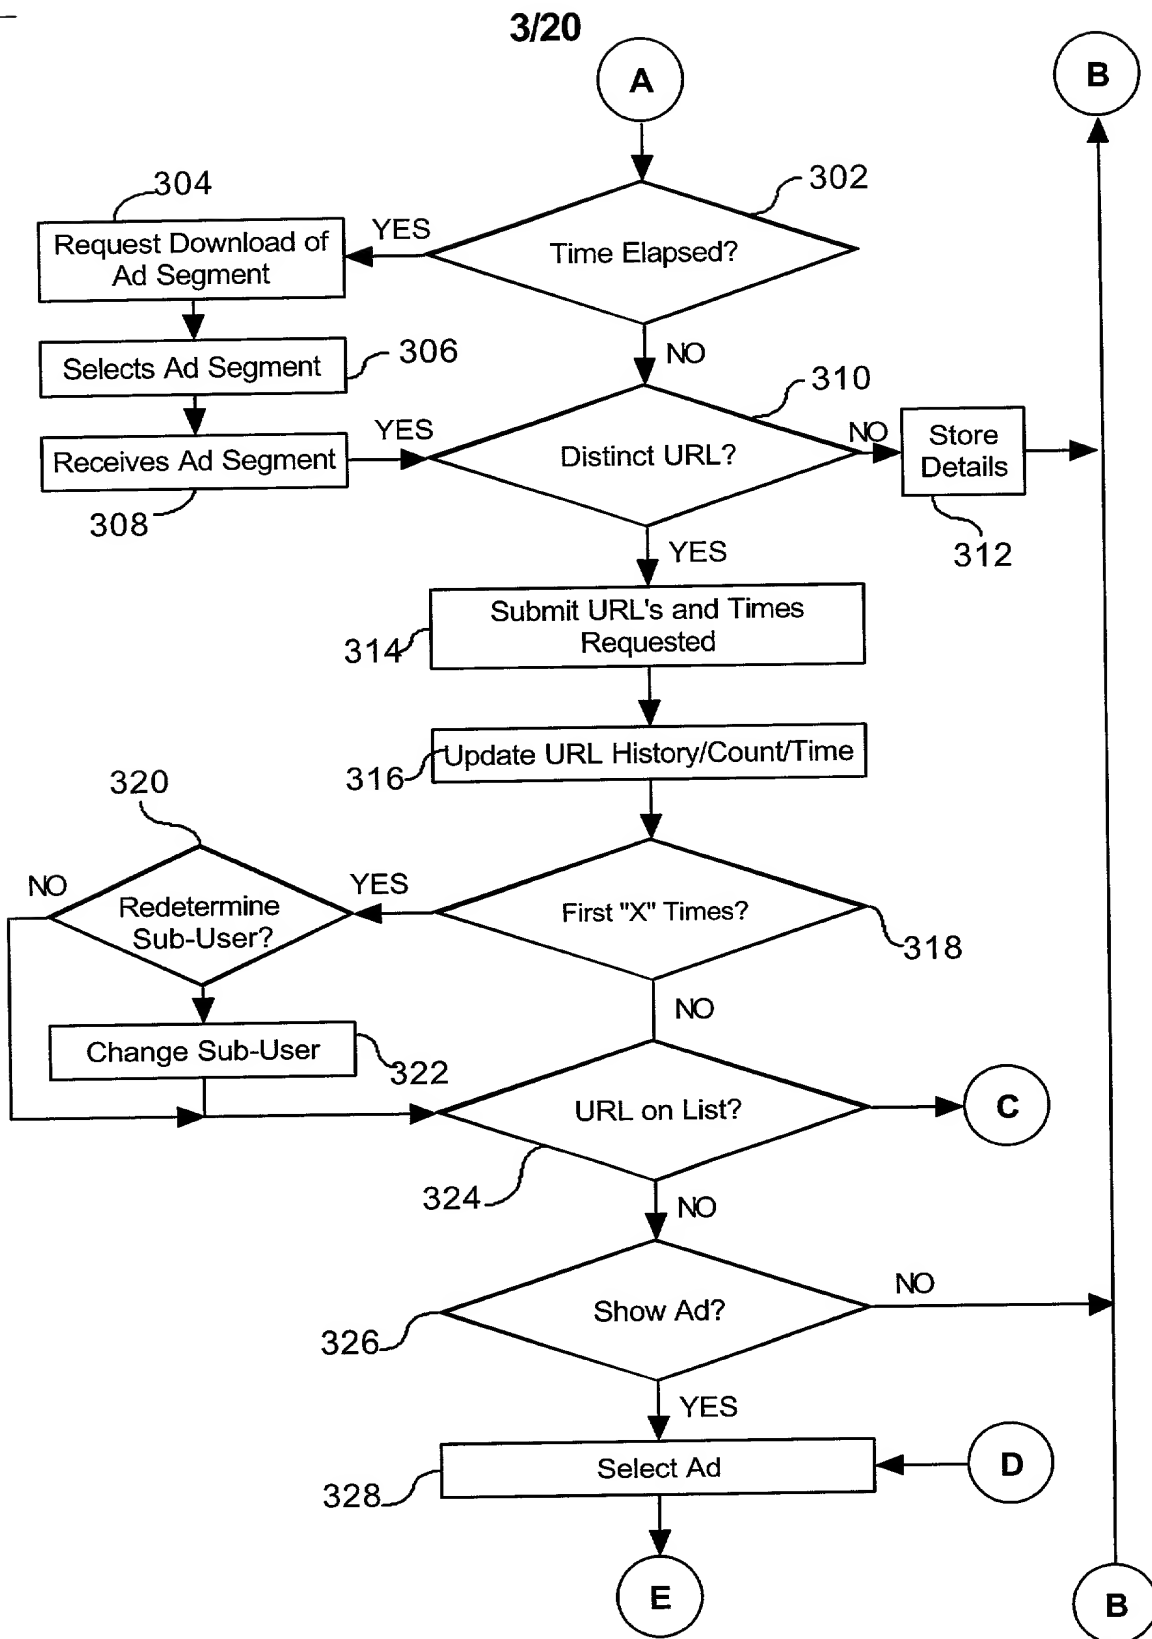 3/20
A
B
304
302
Request Download of
Ad Segment
YES
Time Elapsed?
NO
306
Selects Ad Segment
310
YES
NO
Receives Ad Segment
Distinct URL?
Store
Details
308
312
YES
Submit URL's and Times
Requested
314
Update URL History/Count/Time
316
320
NO
YES
Redetermine
Sub-User?
First "X" Times?
318
NO
Change Sub-User
322
URL on List?
C
324
NO
NO
Show Ad?
326
YES
Select Ad
D
328
E
B